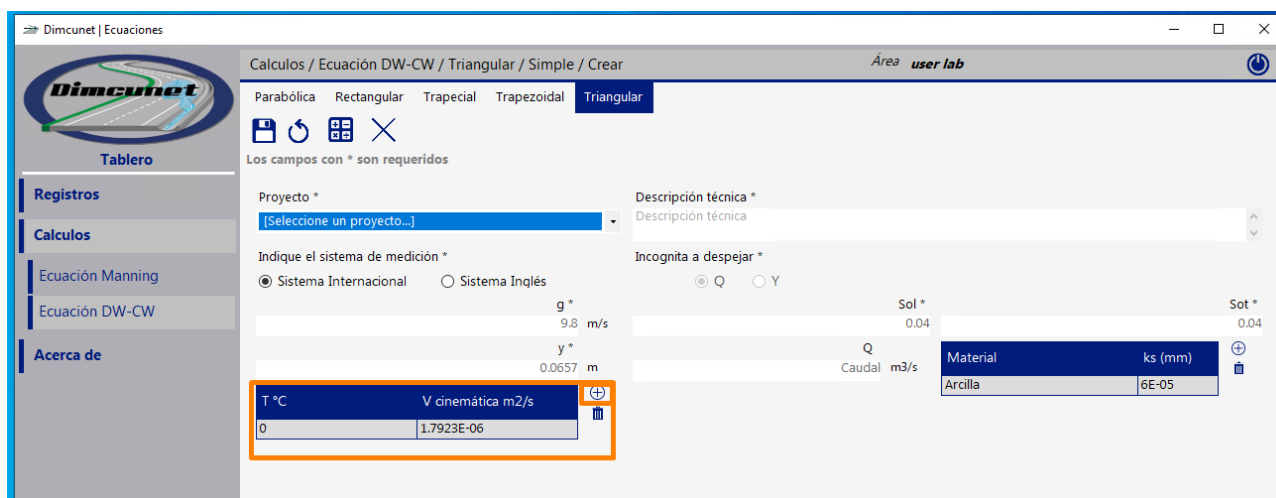 Dimcunet | Ecuaciones
Dimcunet
Tablero
Registros
Calculos
Ecuación Manning
Ecuación DW-CW
Acerca de
Calculos / Ecuación DW-CW / Triangular / Simple / Crear
Área user lab
Parabólica Rectangular Trapecial Trapezoidal Triangular
Los campos con * son requeridos
Proyecto * Descripción técnica *
[Seleccione un proyecto...] Descripción técnica
Indique el sistema de medición * Incognita a despejar *
Sistema Internacional Sistema Inglés Q Y
g * Sol * Sot *
9.8 m/s 0.04 0.04
y * Q
0.0657 m Caudal m3/s
Material ks (mm)
Arcilla 6E-05
T °C V cinemática m2/s
0 1.7923E-06